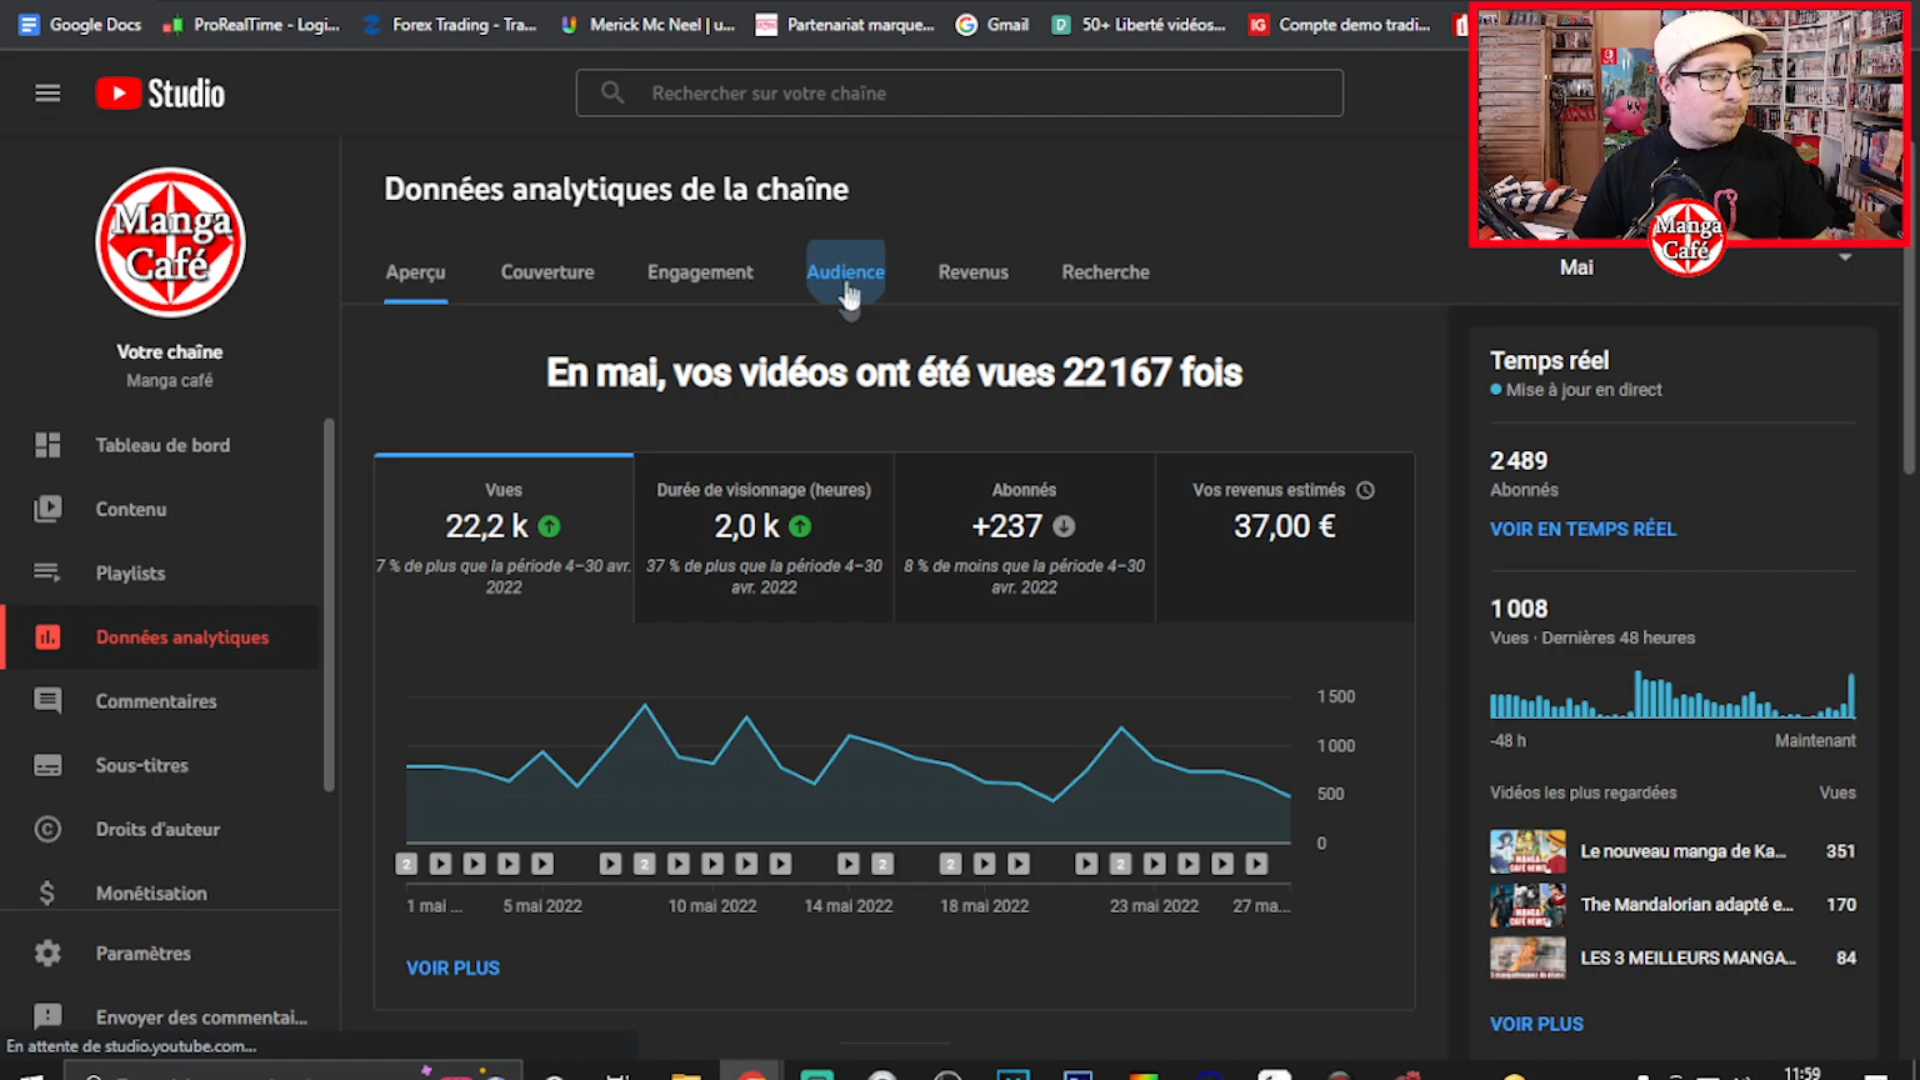 Google Docs
ProRealTime - Logi...
Forex Trading - Tra...
Merick Mc Neel | u...
Partenariat marque...
Gmail
50+ Liberté vidéos...
IG
Compte demo tradi...
Studio
Rechercher sur votre chaîne
Manga
Café
Manga
Café
Données analytiques de la chaîne
Aperçu
Couverture
Engagement
Audience
Revenus
Recherche
Mai
Votre chaîne
Manga café
Tableau de bord
Contenu
Playlists
Données analytiques
Commentaires
Sous-titres
Droits d'auteur
Monétisation
Paramètres
Envoyer des commentai...
En mai, vos vidéos ont été vues 22 167 fois
Vues
22,2 k
7 % de plus que la période 4–30 avr.
2022
Durée de visionnage (heures)
2,0 k
37 % de plus que la période 4–30
avr. 2022
Abonnés
+237
8 % de moins que la période 4–30
avr. 2022
Vos revenus estimés
37,00 €
1 500
1 000
500
0
2
2
2
2
2
1 mai ...
5 mai 2022
10 mai 2022
14 mai 2022
18 mai 2022
23 mai 2022
27 ma...
VOIR PLUS
Temps réel
Mise à jour en direct
2 489
Abonnés
VOIR EN TEMPS RÉEL
1 008
Vues · Dernières 48 heures
-48 h
Maintenant
Vidéos les plus regardées
Vues
Le nouveau manga de Ka...
351
The Mandalorian adapté e...
170
LES 3 MEILLEURS MANGA...
84
VOIR PLUS
En attente de studio.youtube.com...
11:59